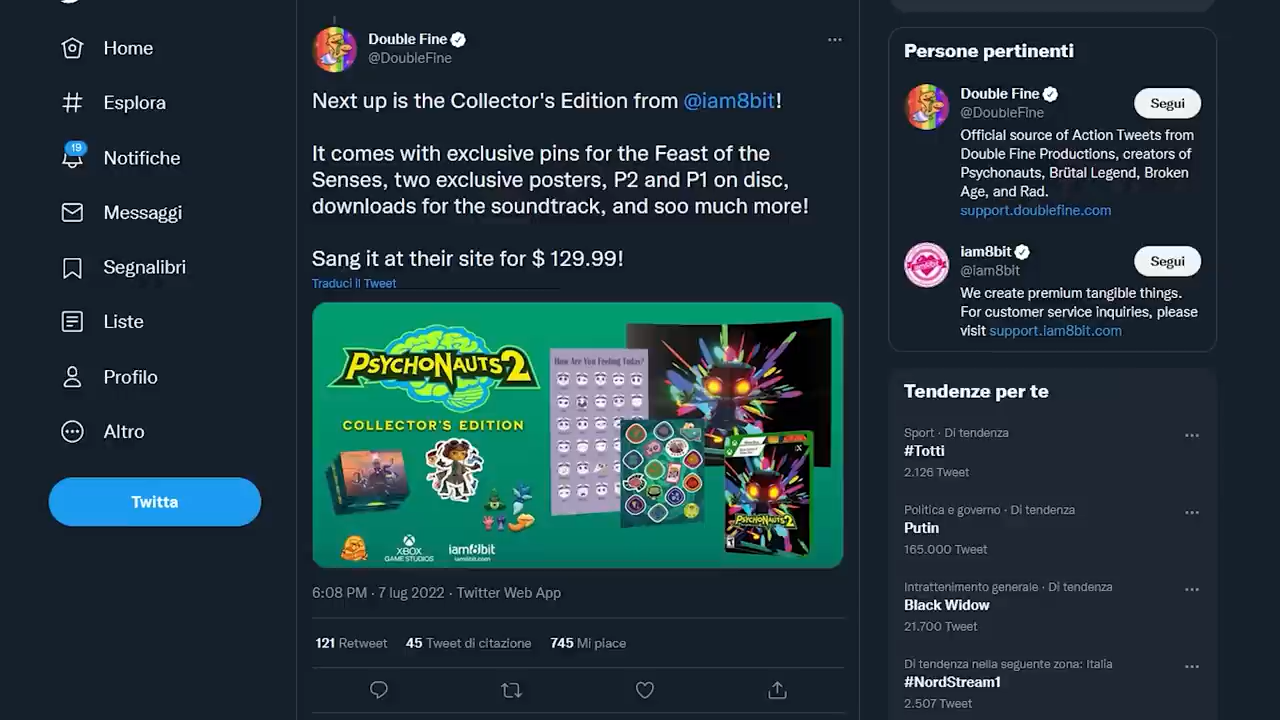 Home
Esplora
19
Notifiche
Messaggi
Segnalibri
Liste
Profilo
Altro
Twitta
Double Fine
@DoubleFine
Next up is the Collector's Edition from @iam8bit!
It comes with exclusive pins for the Feast of the
Senses, two exclusive posters, P2 and P1 on disc,
downloads for the soundtrack, and soo much more!
Sang it at their site for $ 129.99!
Traduci il Tweet
PSYCHONAUTS 2
COLLECTOR'S EDITION
How Are You Feeling Today?
PSYCHONAUTS 2
XBOX
GAME STUDIOS
iam8bit
iam8bit.com
6:08 PM · 7 lug 2022 · Twitter Web App
121 Retweet 45 Tweet di citazione 745 Mi piace
Persone pertinenti
Double Fine
@DoubleFine
Segui
Official source of Action Tweets from
Double Fine Productions, creators of
Psychonauts, Brütal Legend, Broken
Age, and Rad.
support.doublefine.com
iam8bit
@iam8bit
Segui
We create premium tangible things.
For customer service inquiries, please
visit support.iam8bit.com
Tendenze per te
Sport · Di tendenza
#Totti
2.126 Tweet
Politica e governo · Di tendenza
Putin
165.000 Tweet
Intrattenimento generale · Di tendenza
Black Widow
21.700 Tweet
Di tendenza nella seguente zona: Italia
#NordStream1
2.507 Tweet